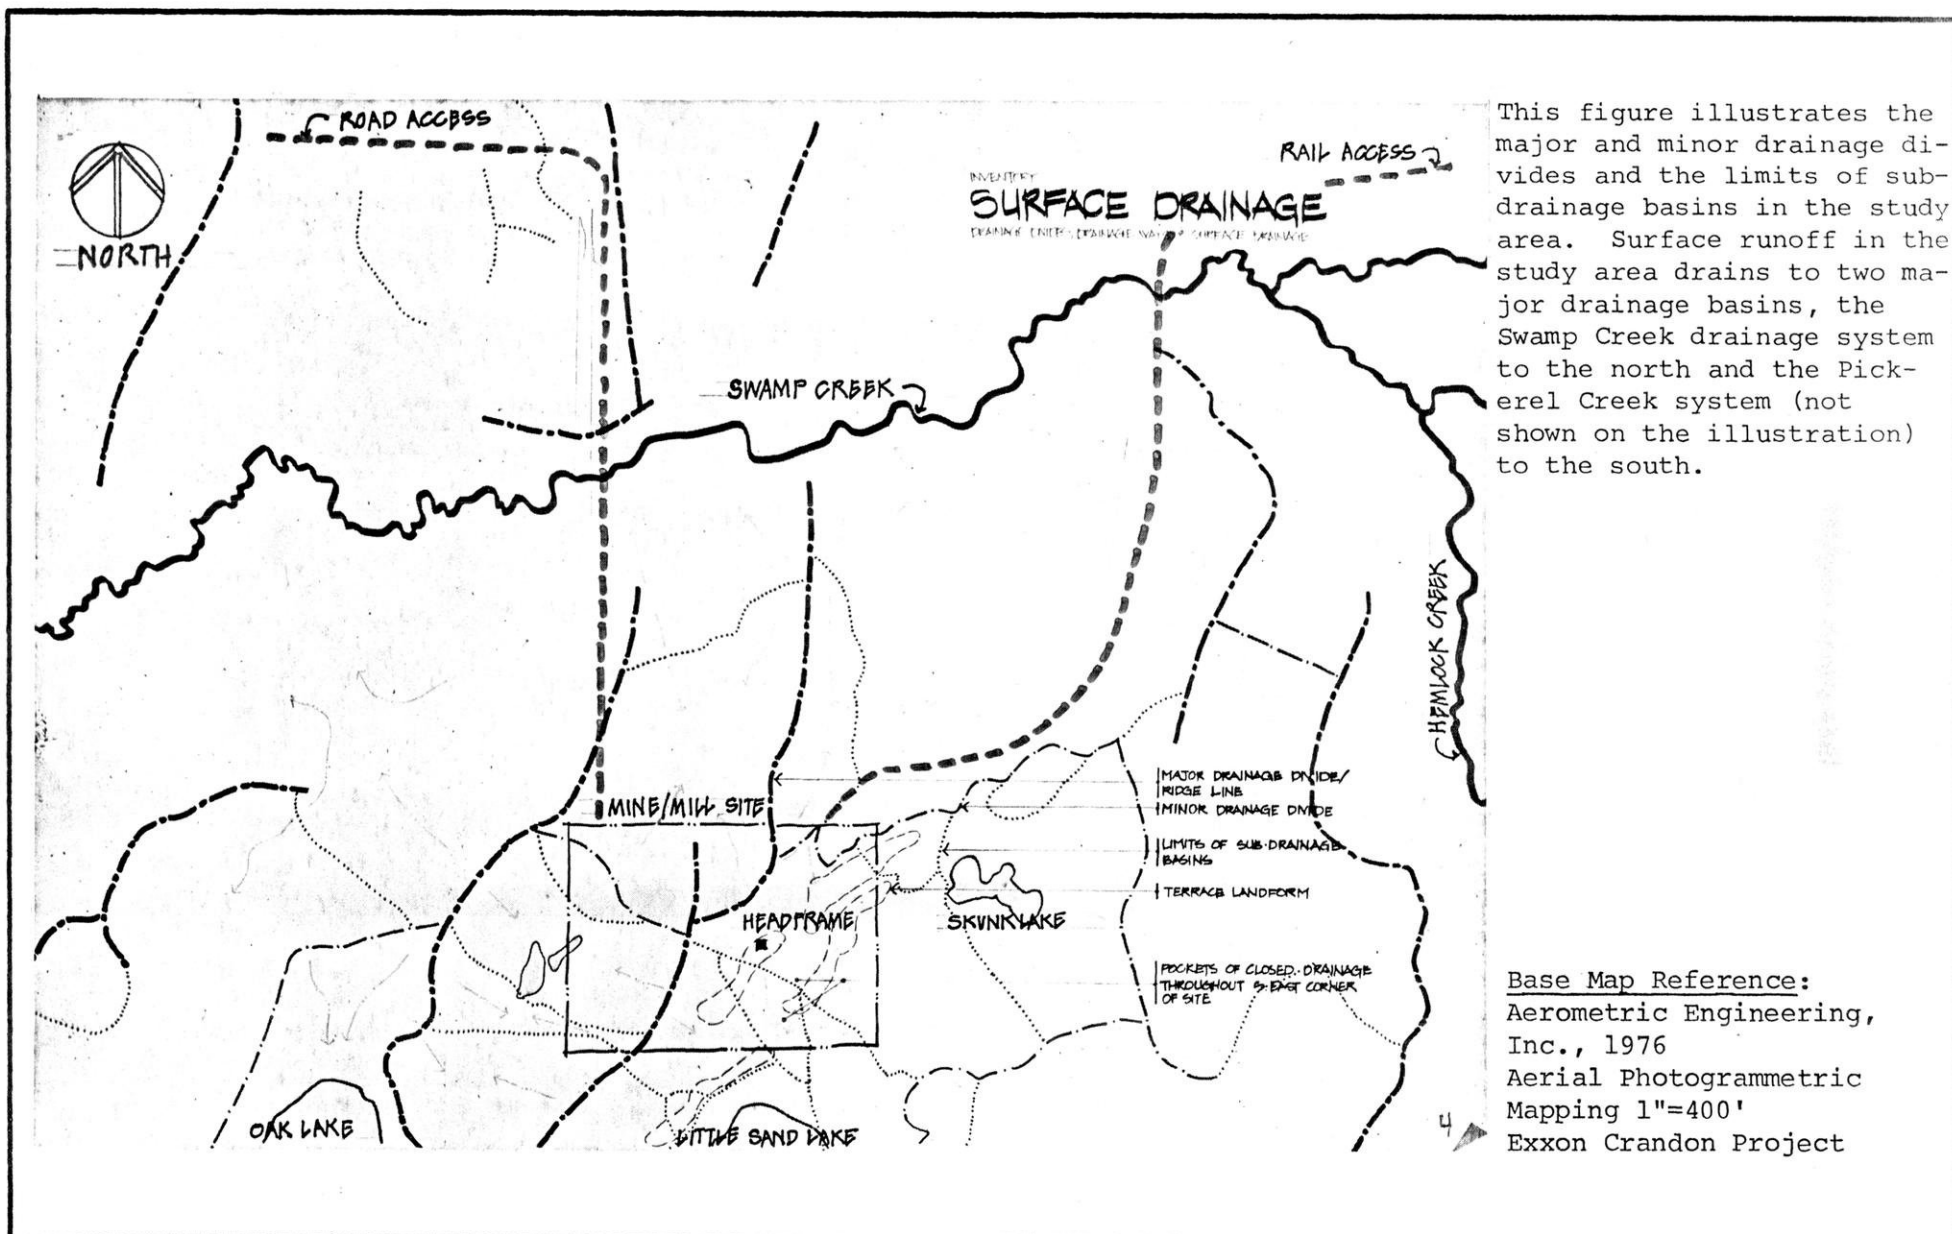 ROAD ACCESS
NORTH
INVENTORY
SURFACE DRAINAGE
RAIL ACCESS
SWAMP CREEK
HEMLOCK CREEK
MINE/MILL SITE
MAJOR DRAINAGE DIVIDE/
RIDGE LINE
MINOR DRAINAGE DIVIDE
LIMITS OF SUB-DRAINAGE
BASINS
TERRACE LANDFORM
HEADFRAME
SKUNK LAKE
POCKETS OF CLOSED-DRAINAGE
THROUGHOUT S-EAST CORNER
OF SITE
OAK LAKE
LITTLE SAND LAKE
4
This figure illustrates the
major and minor drainage di-
vides and the limits of sub-
drainage basins in the study
area.  Surface runoff in the
study area drains to two ma-
jor drainage basins, the
Swamp Creek drainage system
to the north and the Pick-
erel Creek system (not
shown on the illustration)
to the south.
Base Map Reference:
Aerometric Engineering,
Inc., 1976
Aerial Photogrammetric
Mapping 1"=400'
Exxon Crandon Project